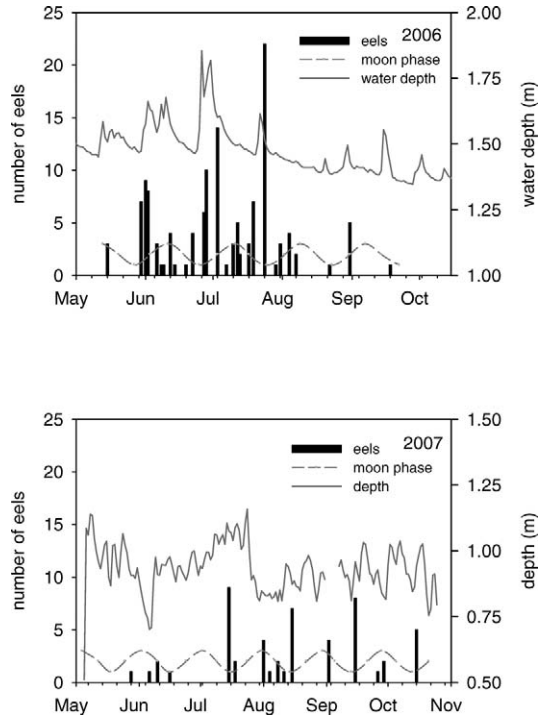 2006
eels
moon phase
water depth
number of eels
25
20
15
10
5
0
water depth (m)
2.00
1.75
1.50
1.25
1.00
May Jun Jul Aug Sep Oct
2007
eels
moon phase
depth
number of eels
25
20
15
10
5
0
depth (m)
1.50
1.25
1.00
0.75
0.50
May Jun Jul Aug Sep Oct Nov